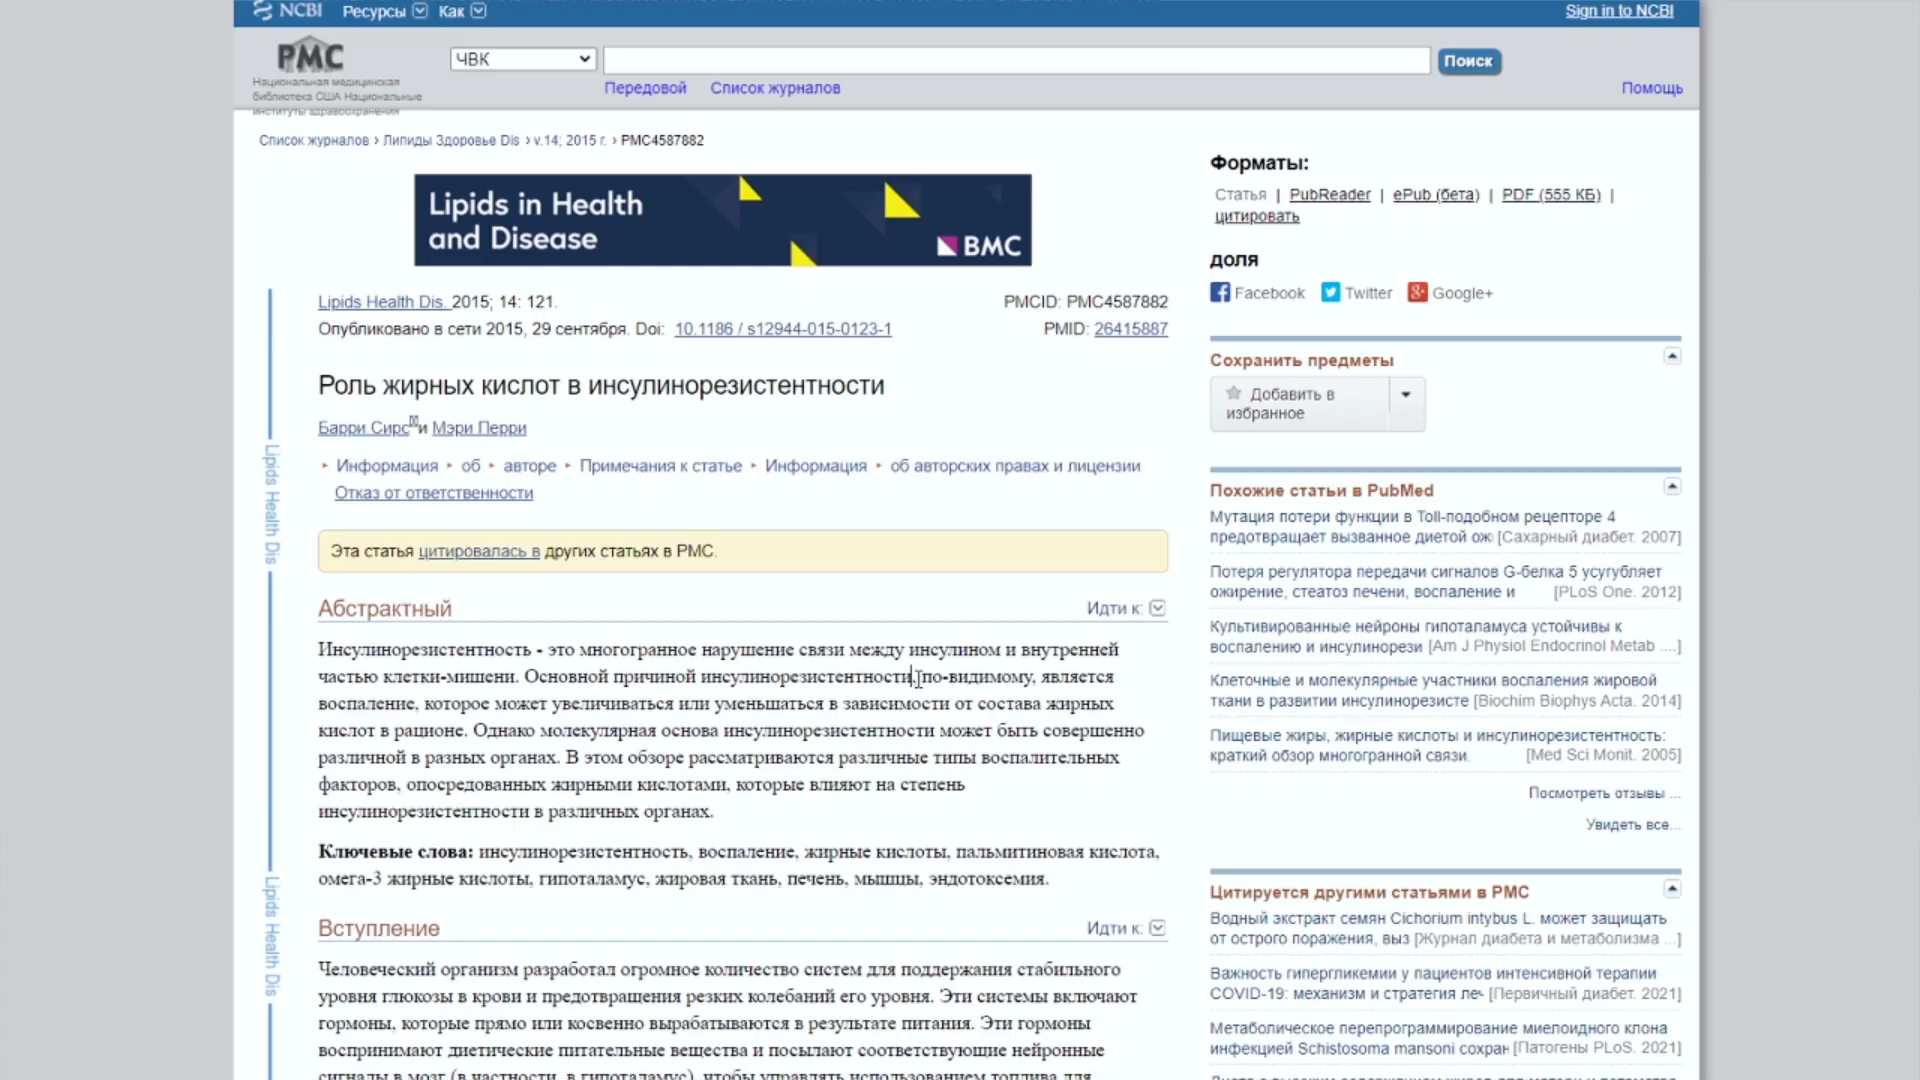 NCBI Ресурсы Как Sign in to NCBI
PMC
Национальная медицинская
библиотека США Национальные
институты здравоохранения
ЧВК
Поиск
Передовой Список журналов Помощь
Список журналов › Липиды Здоровье Dis › v.14; 2015 г. › PMC4587882
Lipids in Health
and Disease
BMC
Lipids Health Dis. 2015; 14: 121.
PMCID: PMC4587882
Опубликовано в сети 2015, 29 сентября. Doi: 10.1186 / s12944-015-0123-1
PMID: 26415887
Роль жирных кислот в инсулинорезистентности
Барри Сирс и Мэри Перри
Информация ▸ об ▸ авторе ▸ Примечания к статье ▸ Информация ▸ об авторских правах и лицензии
Отказ от ответственности
Эта статья цитировалась в других статьях в PMC.
Абстрактный
Идти к:
Инсулинорезистентность - это многогранное нарушение связи между инсулином и внутренней
частью клетки-мишени. Основной причиной инсулинорезистентности, по-видимому, является
воспаление, которое может увеличиваться или уменьшаться в зависимости от состава жирных
кислот в рационе. Однако молекулярная основа инсулинорезистентности может быть совершенно
различной в разных органах. В этом обзоре рассматриваются различные типы воспалительных
факторов, опосредованных жирными кислотами, которые влияют на степень
инсулинорезистентности в различных органах.
Ключевые слова: инсулинорезистентность, воспаление, жирные кислоты, пальмитиновая кислота,
омега-3 жирные кислоты, гипоталамус, жировая ткань, печень, мышцы, эндотоксемия.
Вступление
Идти к:
Человеческий организм разработал огромное количество систем для поддержания стабильного
уровня глюкозы в крови и предотвращения резких колебаний его уровня. Эти системы включают
гормоны, которые прямо или косвенно вырабатываются в результате питания. Эти гормоны
воспринимают диетические питательные вещества и посылают соответствующие нейронные
сигналы в мозг (в частности, в гипоталамус), чтобы управлять использованием топлива для
Lipids Health Dis
Lipids Health Dis
Форматы:
Статья | PubReader | ePub (бета) | PDF (555 КБ) |
цитировать
доля
Facebook Twitter Google+
Сохранить предметы
Добавить в
избранное
Похожие статьи в PubMed
Мутация потери функции в Toll-подобном рецепторе 4
предотвращает вызванное диетой ож [Сахарный диабет. 2007]
Потеря регулятора передачи сигналов G-белка 5 усугубляет
ожирение, стеатоз печени, воспаление и [PLoS One. 2012]
Культивированные нейроны гипоталамуса устойчивы к
воспалению и инсулинорези [Am J Physiol Endocrinol Metab ....]
Клеточные и молекулярные участники воспаления жировой
ткани в развитии инсулинорезисте [Biochim Biophys Acta. 2014]
Пищевые жиры, жирные кислоты и инсулинорезистентность:
краткий обзор многогранной связи. [Med Sci Monit. 2005]
Посмотреть отзывы ...
Увидеть все...
Цитируется другими статьями в PMC
Водный экстракт семян Cichorium intybus L. может защищать
от острого поражения, выз [Журнал диабета и метаболизма ...]
Важность гипергликемии у пациентов интенсивной терапии
COVID-19: механизм и стратегия леч [Первичный диабет. 2021]
Метаболическое перепрограммирование миелоидного клона
инфекцией Schistosoma mansoni сохран [Патогены PLoS. 2021]